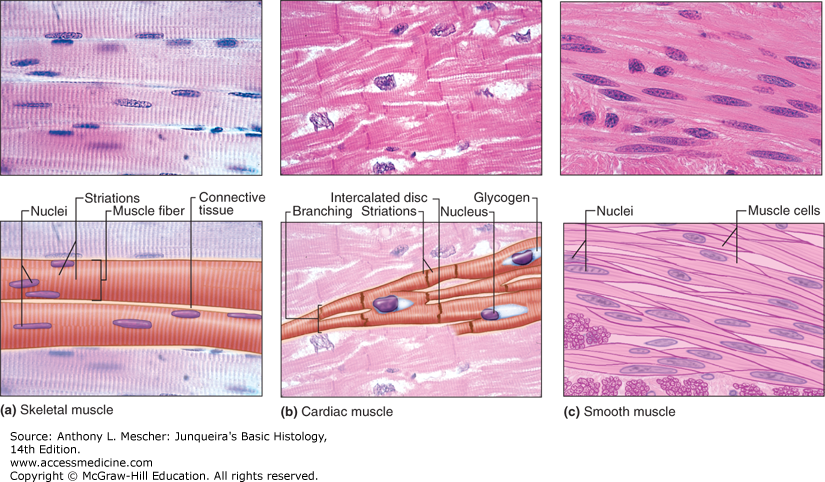 Striations
Connective
Nuclei
Muscle fiber
tissue
Intercalated disc
Glycogen
Branching
Striations
Nucleus
Nuclei
Muscle cells
(a) Skeletal muscle
(b) Cardiac muscle
(c) Smooth muscle
Source: Anthony L. Mescher: Junqueira's Basic Histology,
14th Edition.
www.accessmedicine.com
Copyright © McGraw-Hill Education. All rights reserved.